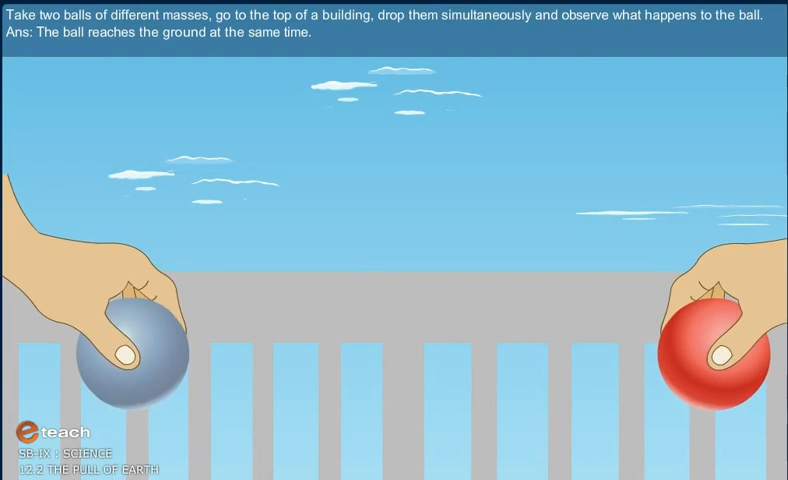 Take two balls of different masses, go to the top of a building, drop them simultaneously and observe what happens to the ball.
Ans: The ball reaches the ground at the same time.
e teach
SB-IX : SCIENCE
12.2 THE PULL OF EARTH